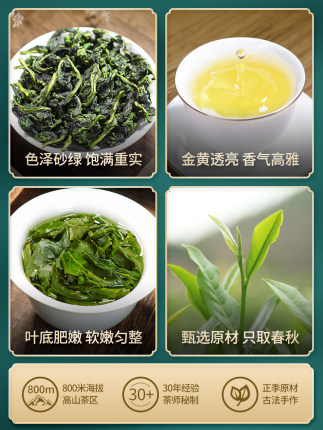 色泽砂绿 饱满重实
金黄透亮 香气高雅
叶底肥嫩 软嫩匀整
甄选原材 只取春秋
800m
800米海拔
高山茶区
30+
30年经验
茶师秘制
正季原材
古法手作